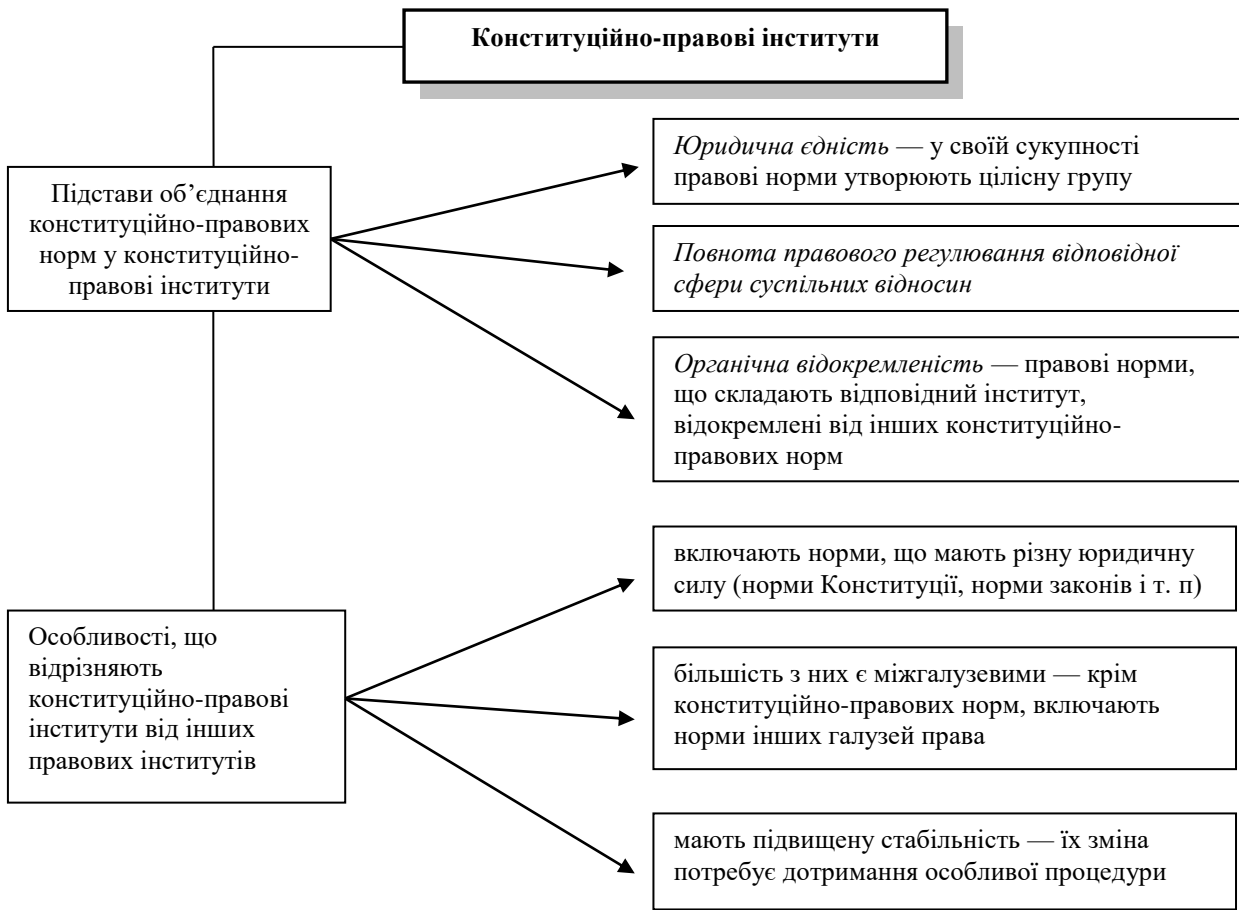 Конституційно-правові інститути
Підстави об’єднання
конституційно-правових
норм у конституційно-
правові інститути
Юридична єдність — у своїй сукупності
правові норми утворюють цілісну групу
Повнота правового регулювання відповідної
сфери суспільних відносин
Органічна відокремленість — правові норми,
що складають відповідний інститут,
відокремлені від інших конституційно-
правових норм
Особливості, що
відрізняють
конституційно-правові
інститути від інших
правових інститутів
включають норми, що мають різну юридичну
силу (норми Конституції, норми законів і т. п)
більшість з них є міжгалузевими — крім
конституційно-правових норм, включають
норми інших галузей права
мають підвищену стабільність — їх зміна
потребує дотримання особливої процедури